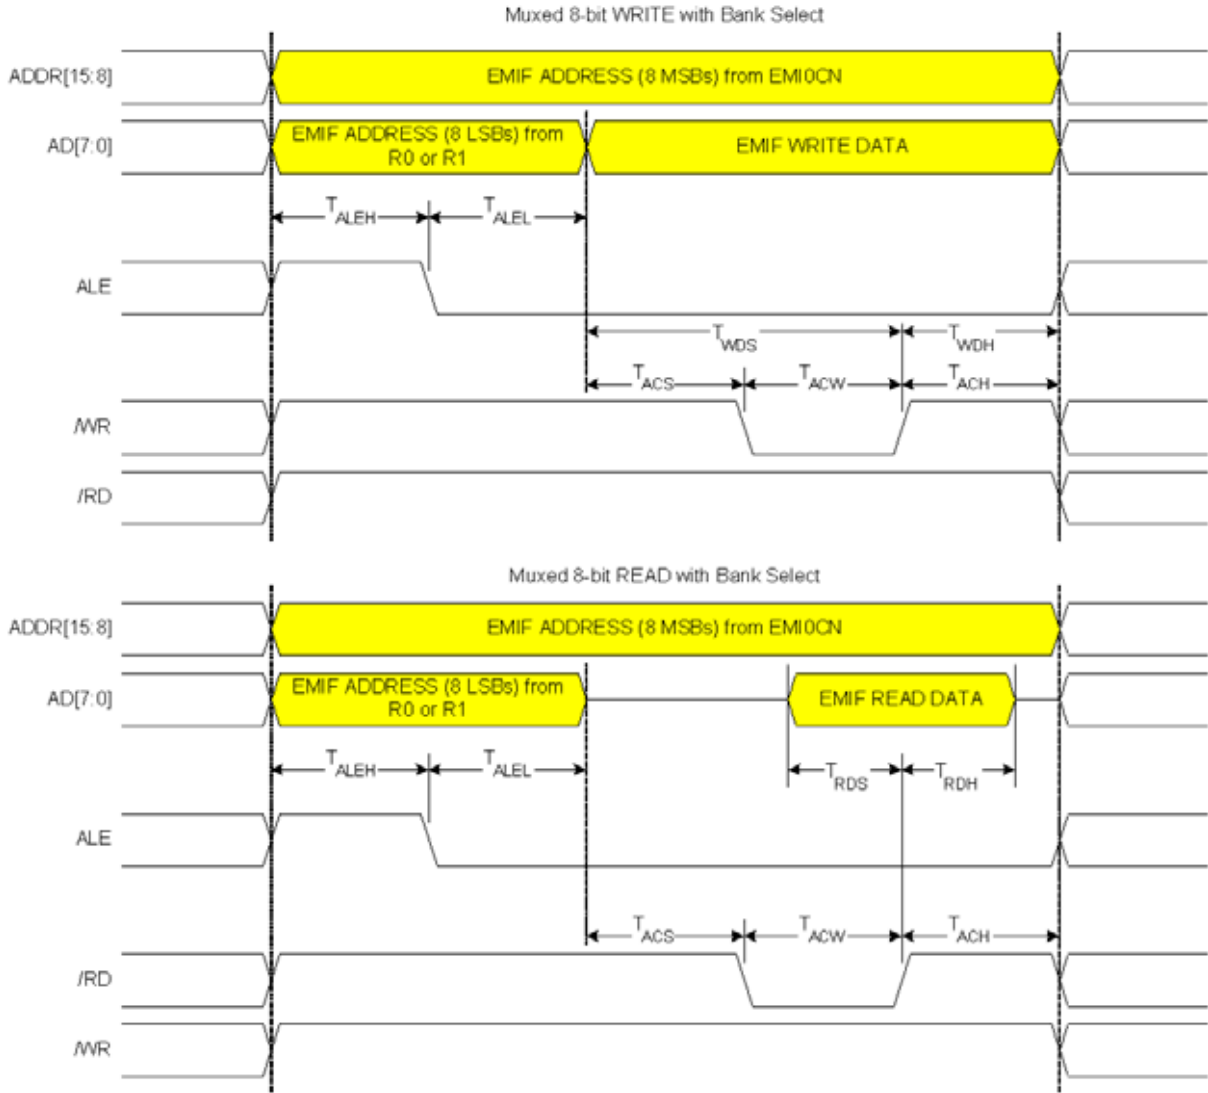 Muxed 8-bit WRITE with Bank Select
ADDR[15:8]
EMIF ADDRESS (8 MSBs) from EMI0CN
AD[7:0]
EMIF ADDRESS (8 LSBs) from
R0 or R1
EMIF WRITE DATA
TALEH
TALEL
ALE
TWDS
TWDH
TACS
TACW
TACH
/WR
/RD
Muxed 8-bit READ with Bank Select
ADDR[15:8]
EMIF ADDRESS (8 MSBs) from EMI0CN
AD[7:0]
EMIF ADDRESS (8 LSBs) from
R0 or R1
EMIF READ DATA
TALEH
TALEL
TRDS
TRDH
ALE
TACS
TACW
TACH
/RD
/WR